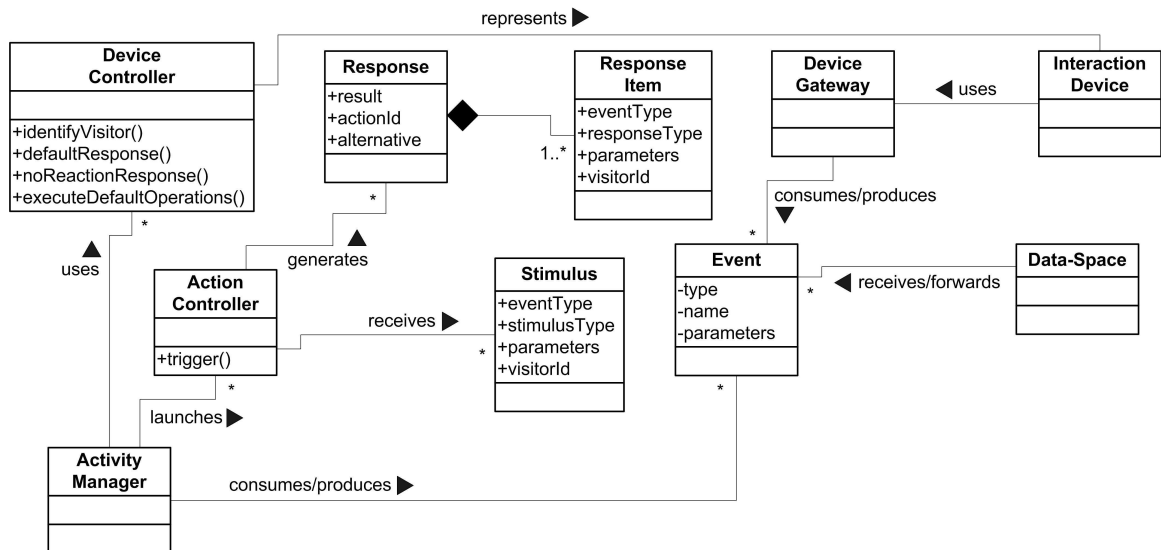 represents
Device
Controller
+identifyVisitor()
+defaultResponse()
+noReactionResponse()
+executeDefaultOperations()
Response
+result
+actionId
+alternative
Response
Item
+eventType
+responseType
+parameters
+visitorId
1..*
Device
Gateway
uses
Interaction
Device
consumes/produces
*
*
uses
*
generates
Action
Controller
+trigger()
receives
*
Stimulus
+eventType
+stimulusType
+parameters
+visitorId
Event
-type
-name
-parameters
*
receives/forwards
Data-Space
*
launches
*
Activity
Manager
consumes/produces